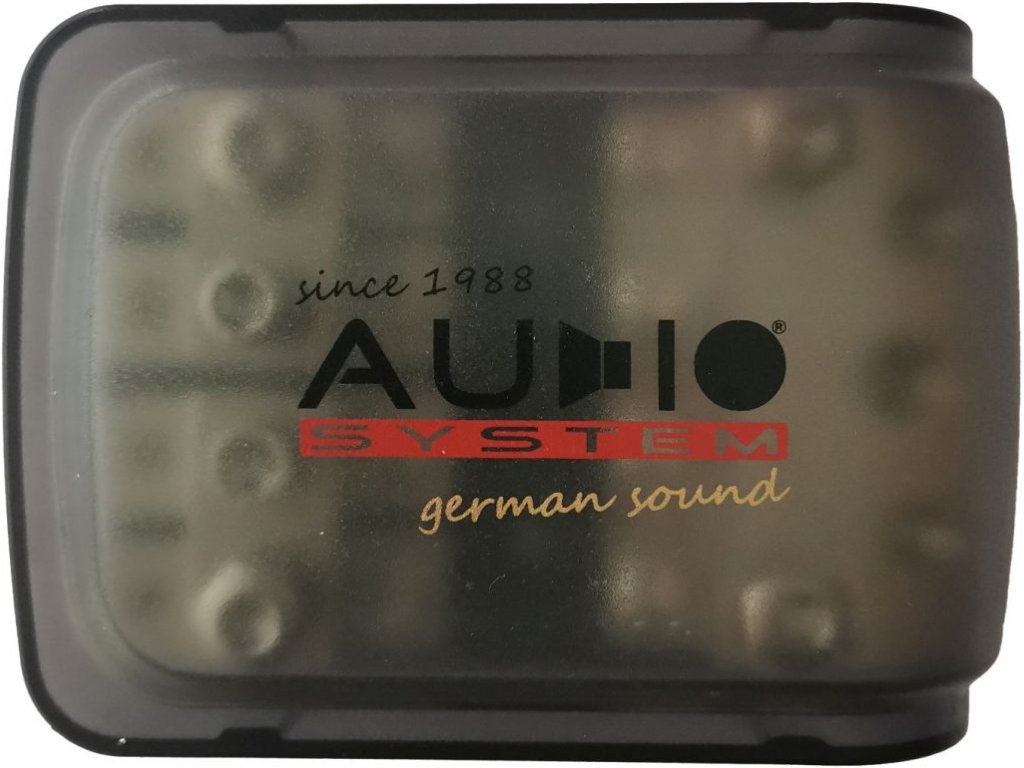 since 1988
AUDIO®
SYSTEM
german sound